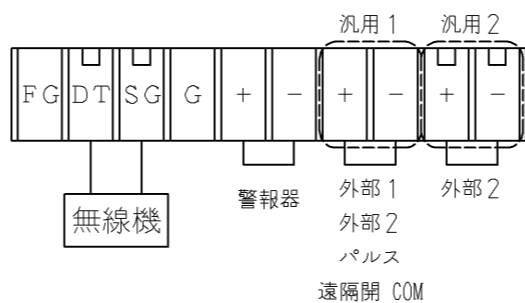 汎用1 汎用2
FG DT SG G + - + - + -
無線機 警報器 外部1 外部2
外部2
パルス
遠隔開 COM